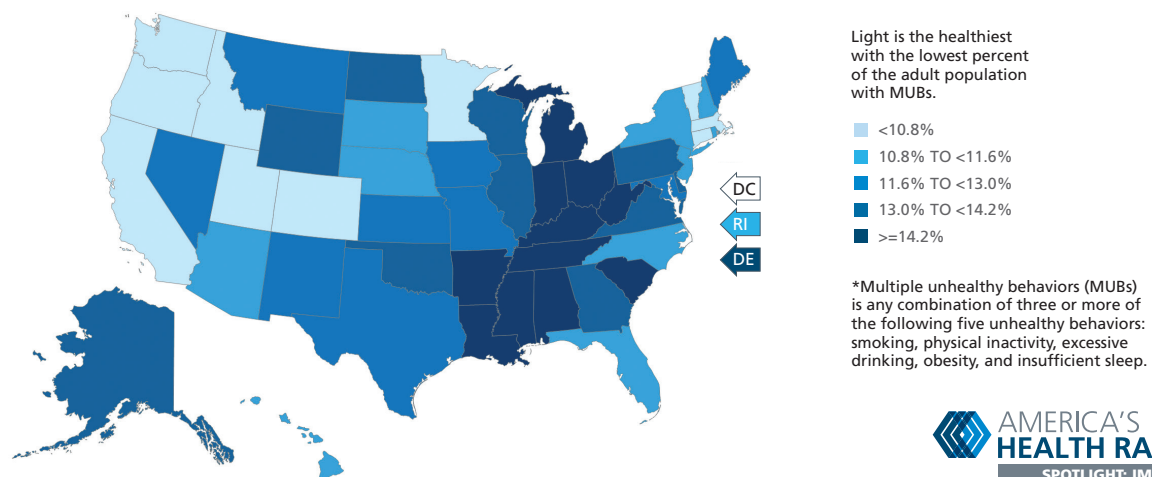 Light is the healthiest
with the lowest percent
of the adult population
with MUBs.
<10.8%
10.8% TO <11.6%
11.6% TO <13.0%
13.0% TO <14.2%
>=14.2%
DC
RI
DE
*Multiple unhealthy behaviors (MUBs)
is any combination of three or more of
the following five unhealthy behaviors:
smoking, physical inactivity, excessive
drinking, obesity, and insufficient sleep.
AMERICA'S
HEALTH RA
SPOTLIGHT: